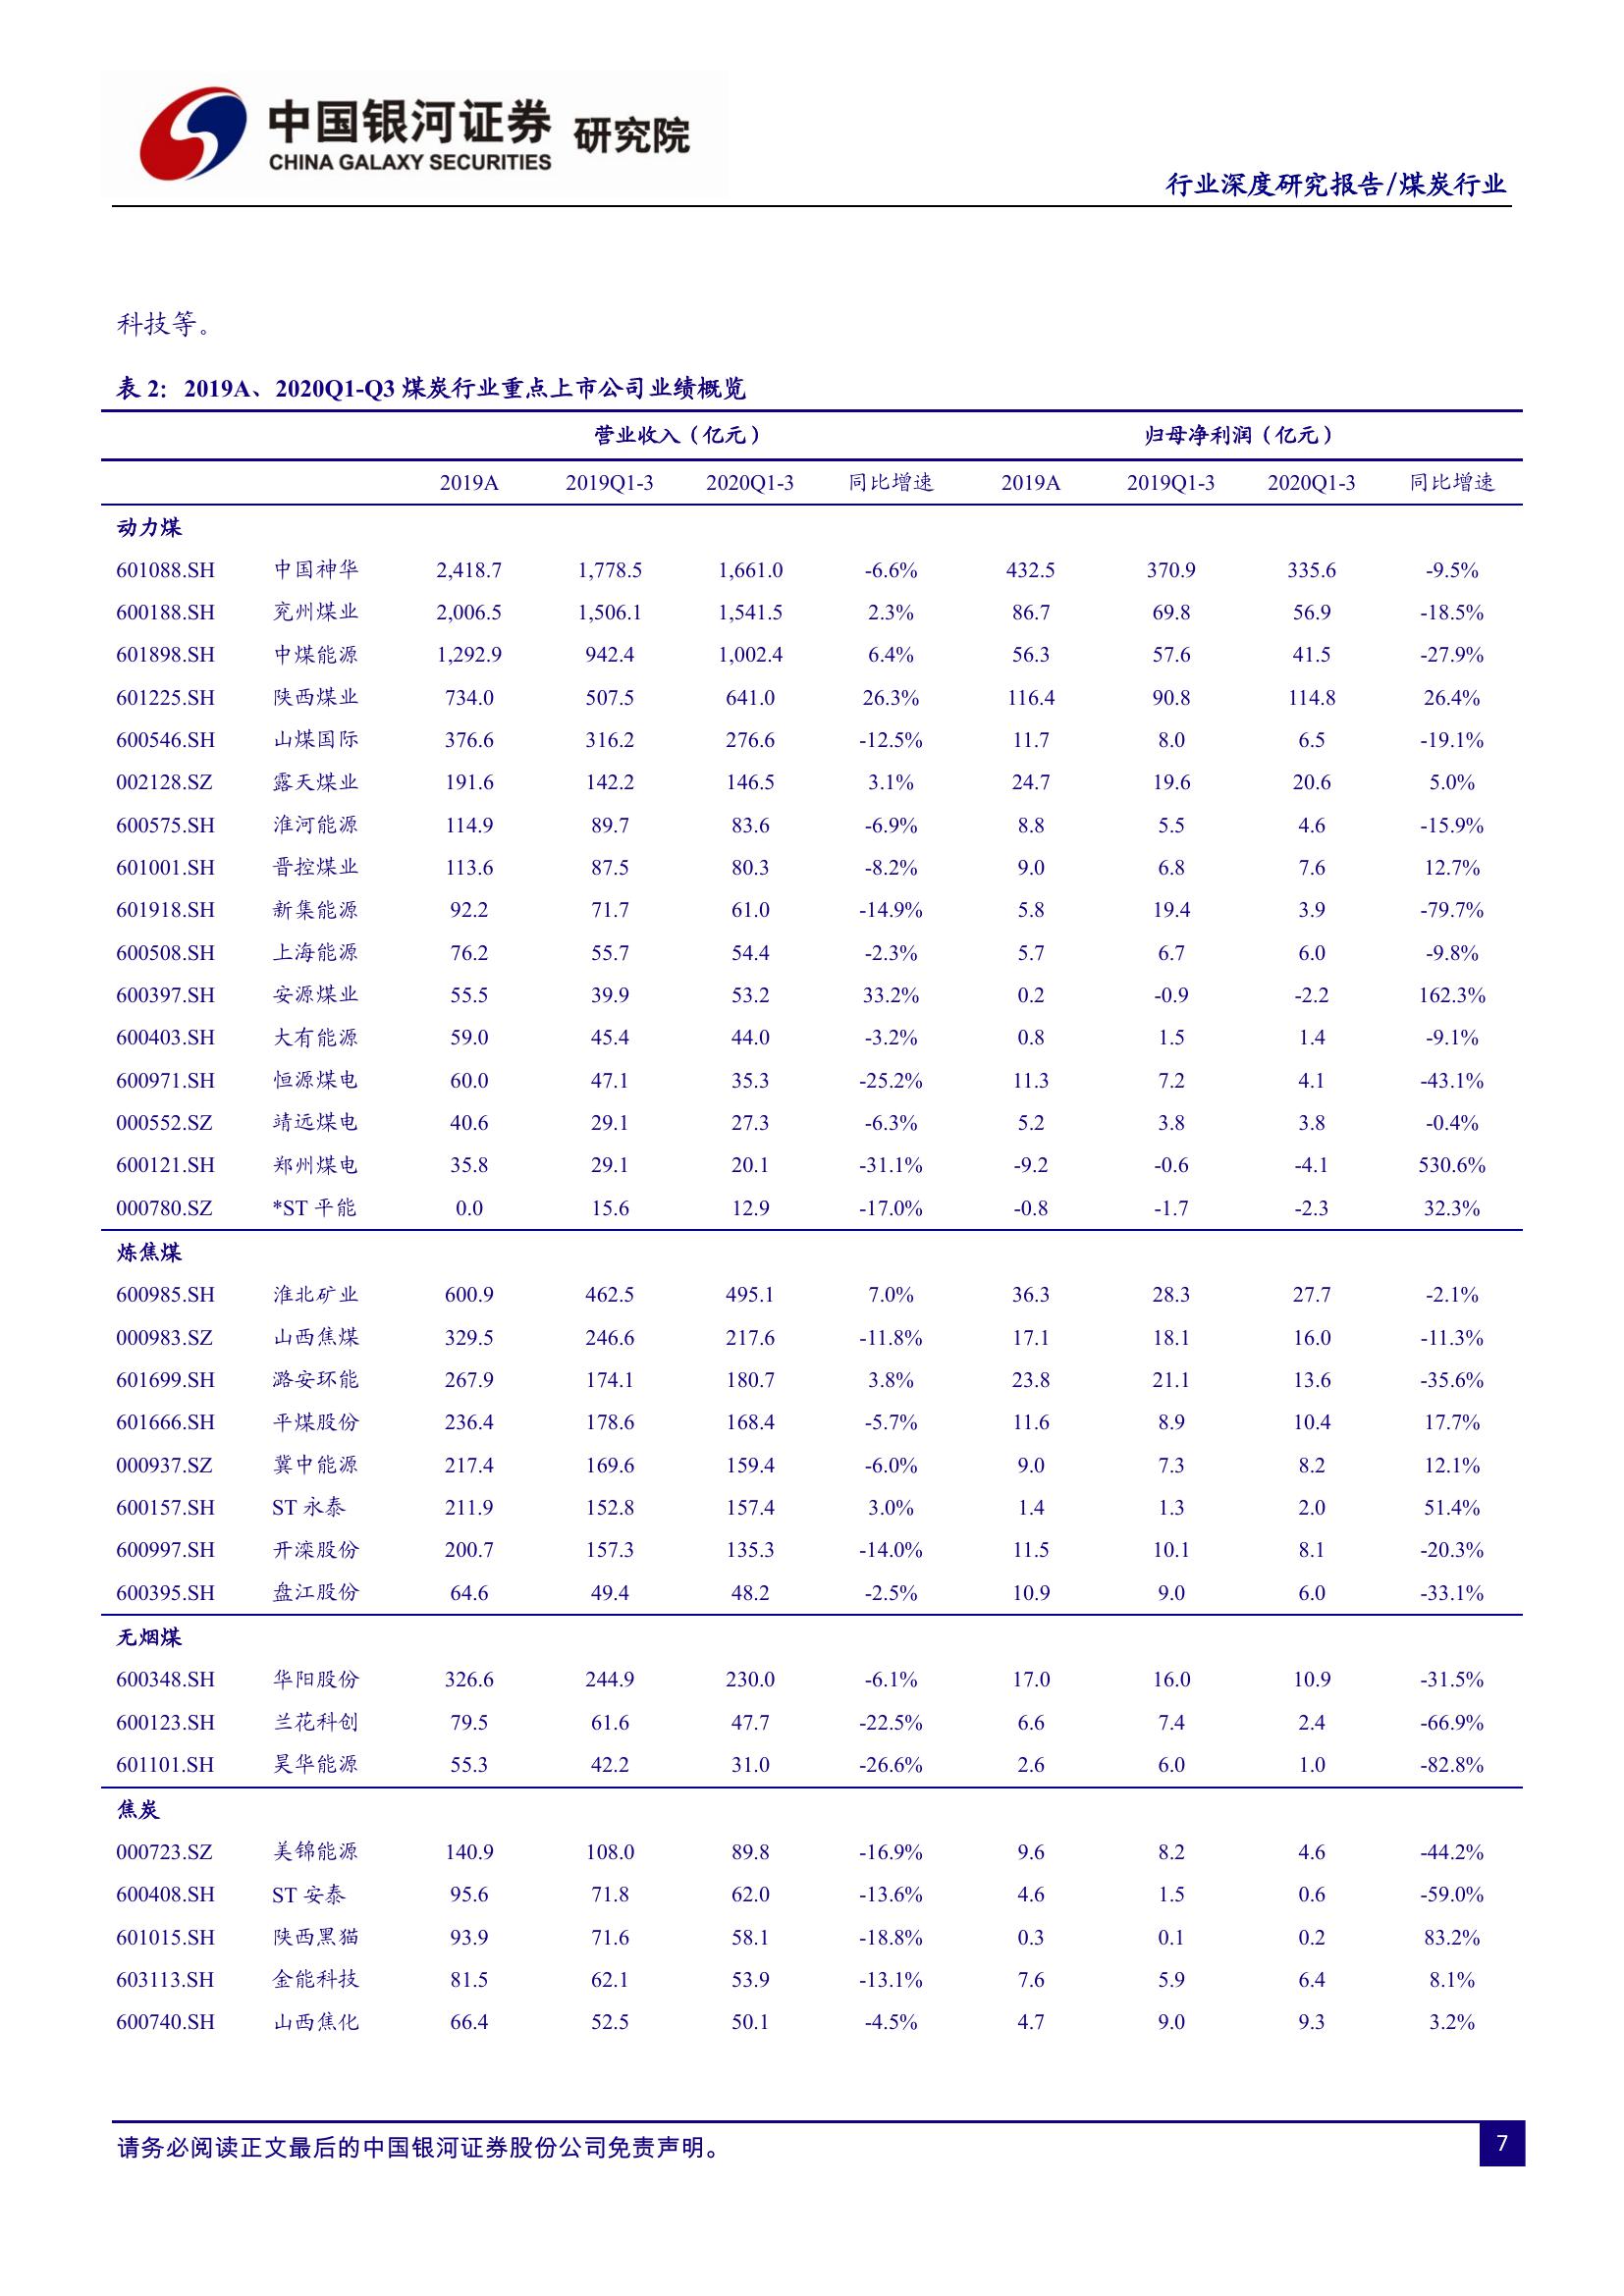 中国银河证券 研究院
CHINA GALAXY SECURITIES
行业深度研究报告/煤炭行业
科技等。
表 2：2019A、2020Q1-Q3 煤炭行业重点上市公司业绩概览
营业收入（亿元） 归母净利润（亿元）
2019A 2019Q1-3 2020Q1-3 同比增速 2019A 2019Q1-3 2020Q1-3 同比增速
动力煤
601088.SH 中国神华 2,418.7 1,778.5 1,661.0 -6.6% 432.5 370.9 335.6 -9.5%
600188.SH 兖州煤业 2,006.5 1,506.1 1,541.5 2.3% 86.7 69.8 56.9 -18.5%
601898.SH 中煤能源 1,292.9 942.4 1,002.4 6.4% 56.3 57.6 41.5 -27.9%
601225.SH 陕西煤业 734.0 507.5 641.0 26.3% 116.4 90.8 114.8 26.4%
600546.SH 山煤国际 376.6 316.2 276.6 -12.5% 11.7 8.0 6.5 -19.1%
002128.SZ 露天煤业 191.6 142.2 146.5 3.1% 24.7 19.6 20.6 5.0%
600575.SH 淮河能源 114.9 89.7 83.6 -6.9% 8.8 5.5 4.6 -15.9%
601001.SH 晋控煤业 113.6 87.5 80.3 -8.2% 9.0 6.8 7.6 12.7%
601918.SH 新集能源 92.2 71.7 61.0 -14.9% 5.8 19.4 3.9 -79.7%
600508.SH 上海能源 76.2 55.7 54.4 -2.3% 5.7 6.7 6.0 -9.8%
600397.SH 安源煤业 55.5 39.9 53.2 33.2% 0.2 -0.9 -2.2 162.3%
600403.SH 大有能源 59.0 45.4 44.0 -3.2% 0.8 1.5 1.4 -9.1%
600971.SH 恒源煤电 60.0 47.1 35.3 -25.2% 11.3 7.2 4.1 -43.1%
000552.SZ 靖远煤电 40.6 29.1 27.3 -6.3% 5.2 3.8 3.8 -0.4%
600121.SH 郑州煤电 35.8 29.1 20.1 -31.1% -9.2 -0.6 -4.1 530.6%
000780.SZ *ST 平能 0.0 15.6 12.9 -17.0% -0.8 -1.7 -2.3 32.3%
炼焦煤
600985.SH 淮北矿业 600.9 462.5 495.1 7.0% 36.3 28.3 27.7 -2.1%
000983.SZ 山西焦煤 329.5 246.6 217.6 -11.8% 17.1 18.1 16.0 -11.3%
601699.SH 潞安环能 267.9 174.1 180.7 3.8% 23.8 21.1 13.6 -35.6%
601666.SH 平煤股份 236.4 178.6 168.4 -5.7% 11.6 8.9 10.4 17.7%
000937.SZ 冀中能源 217.4 169.6 159.4 -6.0% 9.0 7.3 8.2 12.1%
600157.SH ST 永泰 211.9 152.8 157.4 3.0% 1.4 1.3 2.0 51.4%
600997.SH 开滦股份 200.7 157.3 135.3 -14.0% 11.5 10.1 8.1 -20.3%
600395.SH 盘江股份 64.6 49.4 48.2 -2.5% 10.9 9.0 6.0 -33.1%
无烟煤
600348.SH 华阳股份 326.6 244.9 230.0 -6.1% 17.0 16.0 10.9 -31.5%
600123.SH 兰花科创 79.5 61.6 47.7 -22.5% 6.6 7.4 2.4 -66.9%
601101.SH 昊华能源 55.3 42.2 31.0 -26.6% 2.6 6.0 1.0 -82.8%
焦炭
000723.SZ 美锦能源 140.9 108.0 89.8 -16.9% 9.6 8.2 4.6 -44.2%
600408.SH ST 安泰 95.6 71.8 62.0 -13.6% 4.6 1.5 0.6 -59.0%
601015.SH 陕西黑猫 93.9 71.6 58.1 -18.8% 0.3 0.1 0.2 83.2%
603113.SH 金能科技 81.5 62.1 53.9 -13.1% 7.6 5.9 6.4 8.1%
600740.SH 山西焦化 66.4 52.5 50.1 -4.5% 4.7 9.0 9.3 3.2%
请务必阅读正文最后的中国银河证券股份公司免责声明。
7